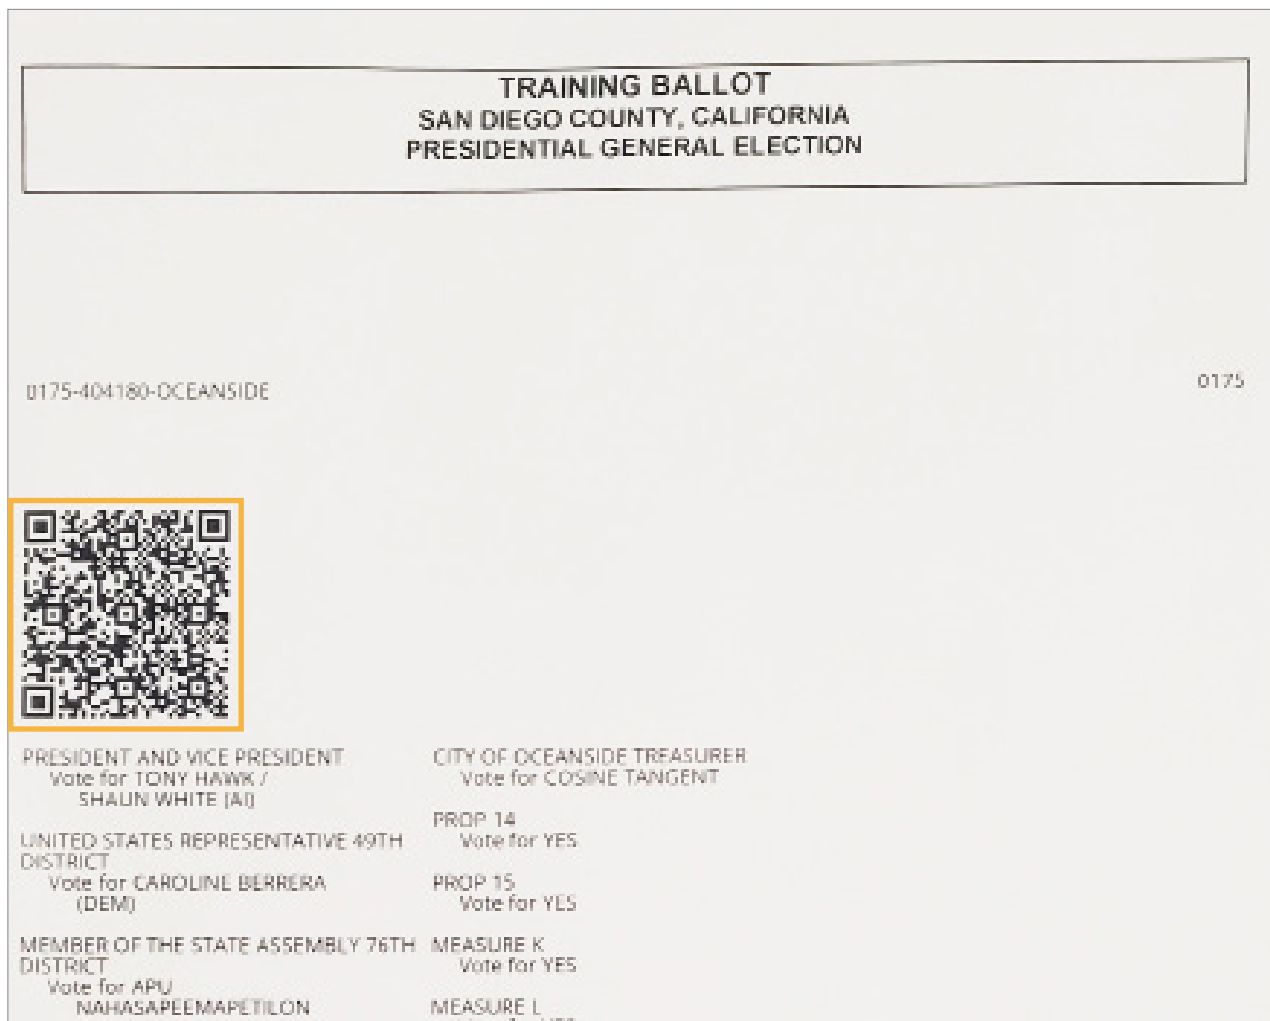 TRAINING BALLOT
SAN DIEGO COUNTY, CALIFORNIA
PRESIDENTIAL GENERAL ELECTION
0175-404180-OCEANSIDE
0175
PRESIDENT AND VICE PRESIDENT
Vote for TONY HAWK /
SHAUN WHITE (AI)
UNITED STATES REPRESENTATIVE 49TH
DISTRICT
Vote for CAROLINE BERRERA
(DEM)
MEMBER OF THE STATE ASSEMBLY 76TH
DISTRICT
Vote for APU
NAHASAPEEMAPETILON
CITY OF OCEANSIDE TREASURER
Vote for COSINE TANGENT
PROP 14
Vote for YES
PROP 15
Vote for YES
MEASURE K
Vote for YES
MEASURE L